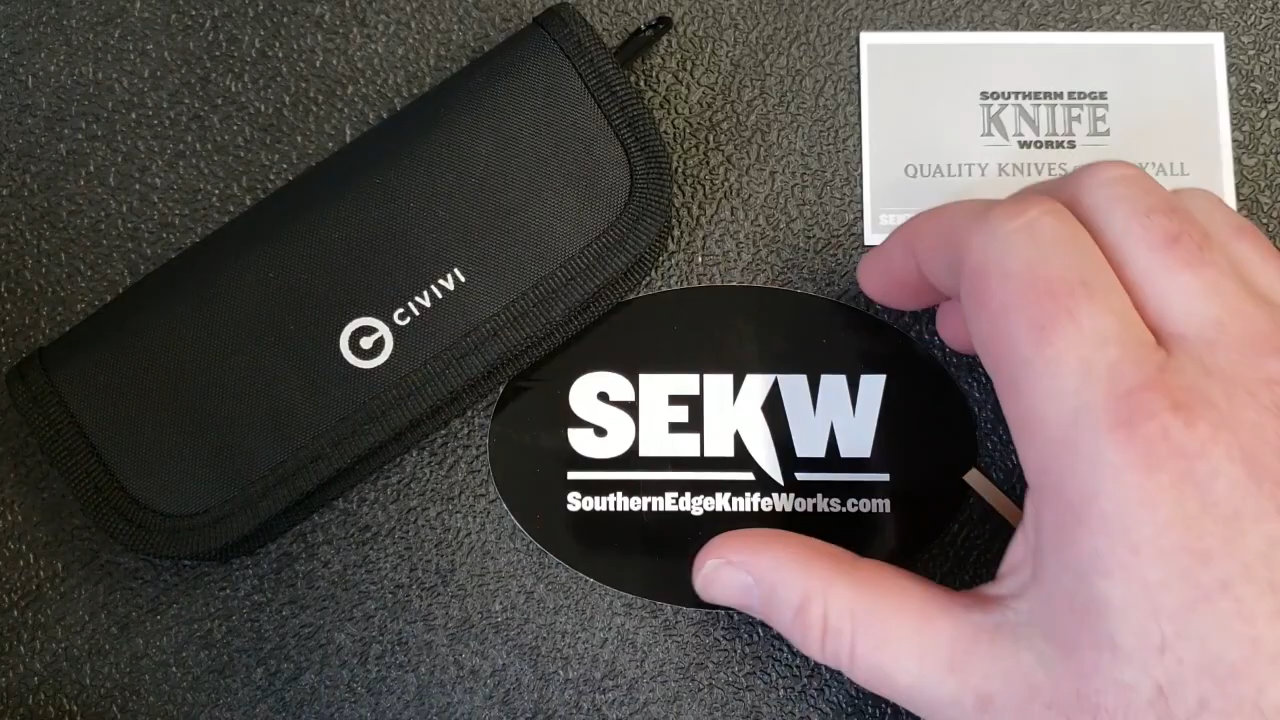 SOUTHERN EDGE
KNIFE
WORKS
QUALITY KNIVES Y'ALL
CIVIVI
SEKW
SouthernEdgeKnifeWorks.com